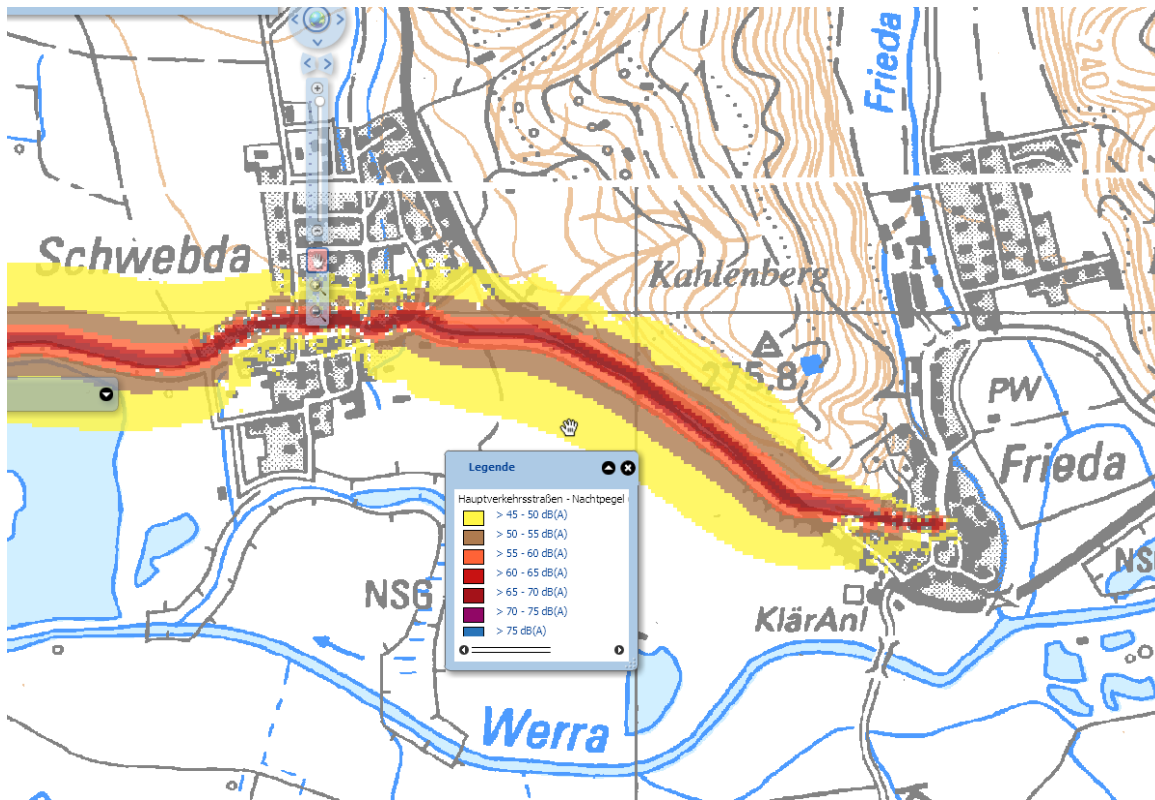 Frieda
240
Schwebda
Kahlenberg
275,8
PW
Frieda
Legende
Hauptverkehrsstraßen - Nachtpegel (
> 45 - 50 dB(A)
> 50 - 55 dB(A)
> 55 - 60 dB(A)
> 60 - 65 dB(A)
> 65 - 70 dB(A)
> 70 - 75 dB(A)
> 75 dB(A)
NSG
NS
KlärAnl
Werra